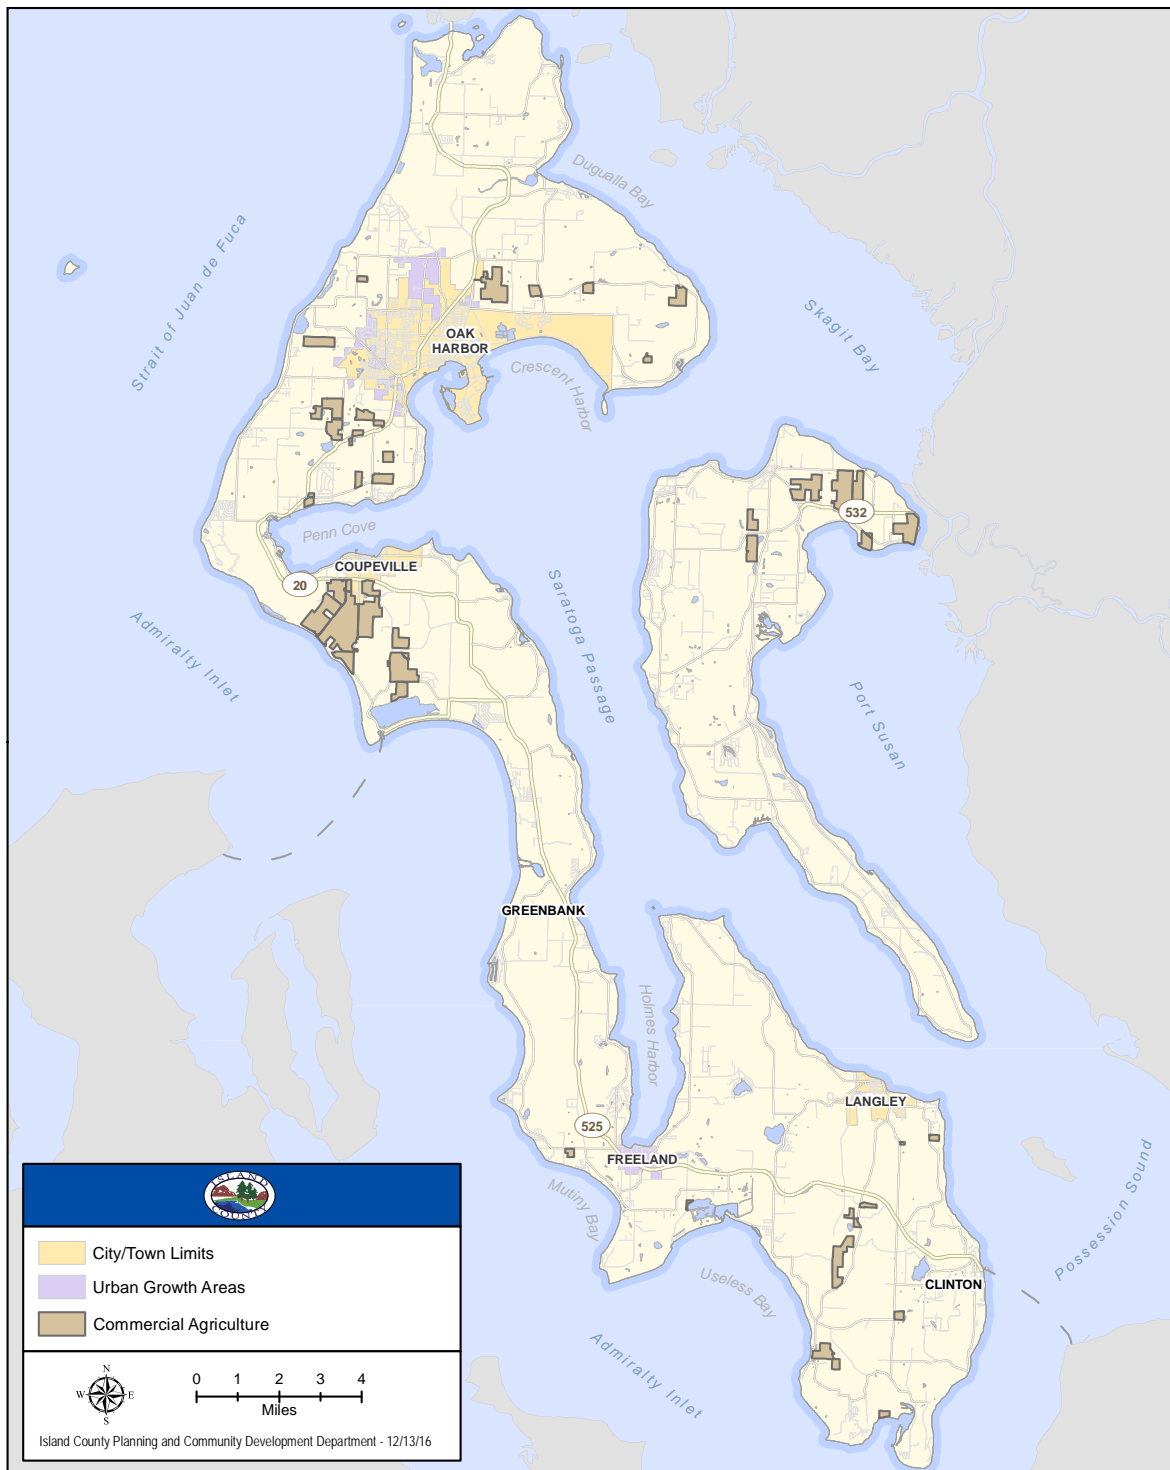 Dugualla Bay
Strait of Juan de Fuca
Skagit Bay
OAK
HARBOR
Crescent Harbor
532
Penn Cove
COUPEVILLE
20
Saratoga Passage
Admiralty Inlet
Port Susan
GREENBANK
Holmes Harbor
LANGLEY
525
FREELAND
Mutiny Bay
Possession Sound
Useless Bay
CLINTON
Admiralty Inlet
ISLAND
COUNTY
City/Town Limits
Urban Growth Areas
Commercial Agriculture
N
W E
S
0 1 2 3 4
Miles
Island County Planning and Community Development Department - 12/13/16